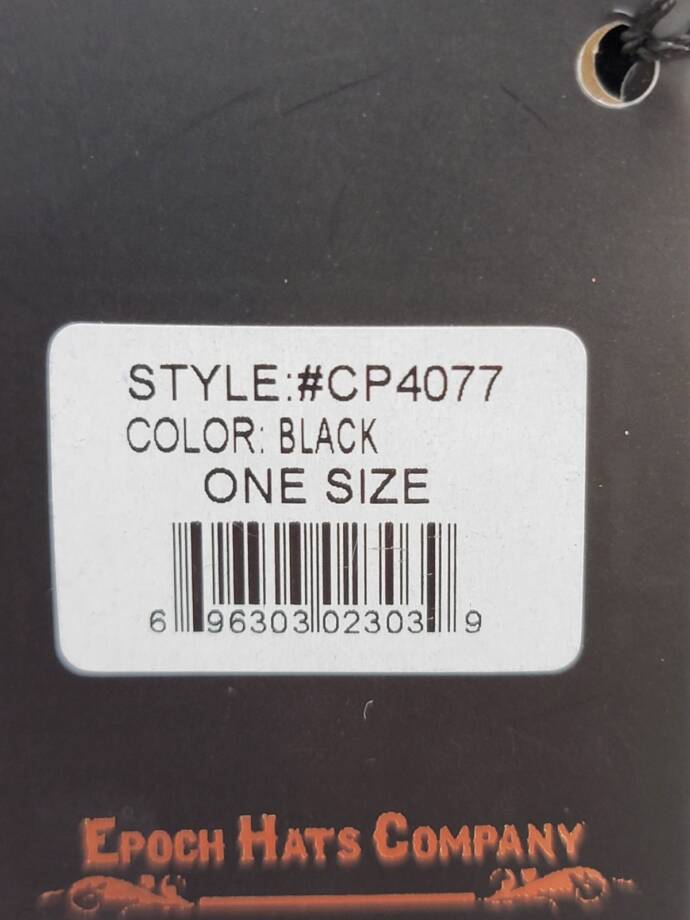 STYLE:#CP4077
COLOR: BLACK
ONE SIZE
6 96303 02303 9
EPOCH HATS COMPANY